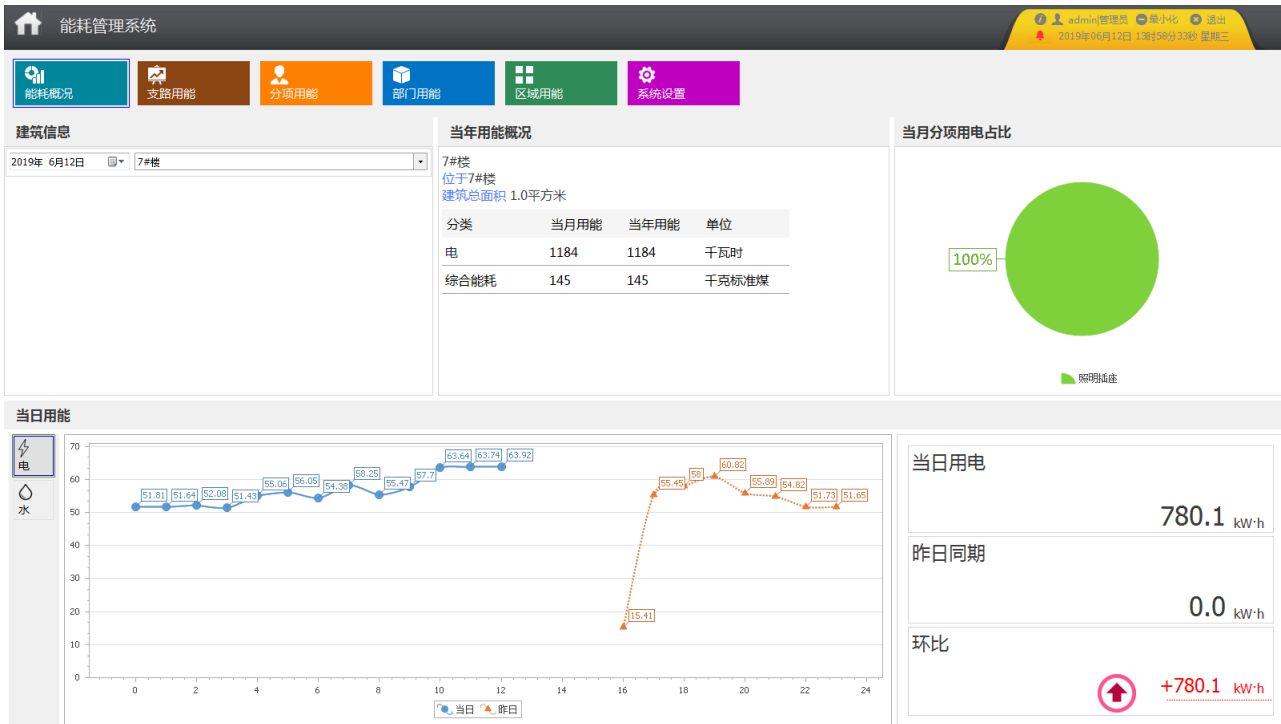 能耗管理系统
admin|管理员 最小化 退出
2019年06月12日 13时58分33秒 星期三
能耗概况
支路用能
分项用能
部门用能
区域用能
系统设置
建筑信息
2019年 6月12日
7#楼
当年用能概况
7#楼
位于7#楼
建筑总面积 1.0平方米
分类 当月用能 当年用能 单位
电 1184 1184 千瓦时
综合能耗 145 145 千克标准煤
当月分项用电占比
100%
照明插座
当日用能
电
水
70
60
50
40
30
20
10
0
51.81 51.64 52.08 51.43 55.06 56.05 54.38 58.25 55.47 57.7 63.64 63.74 63.92
15.41 55.45 58 60.82 55.89 54.82 51.73 51.65
0 2 4 6 8 10 12 14 16 18 20 22 24
当日 昨日
当日用电
780.1 kW·h
昨日同期
0.0 kW·h
环比
+780.1 kW·h